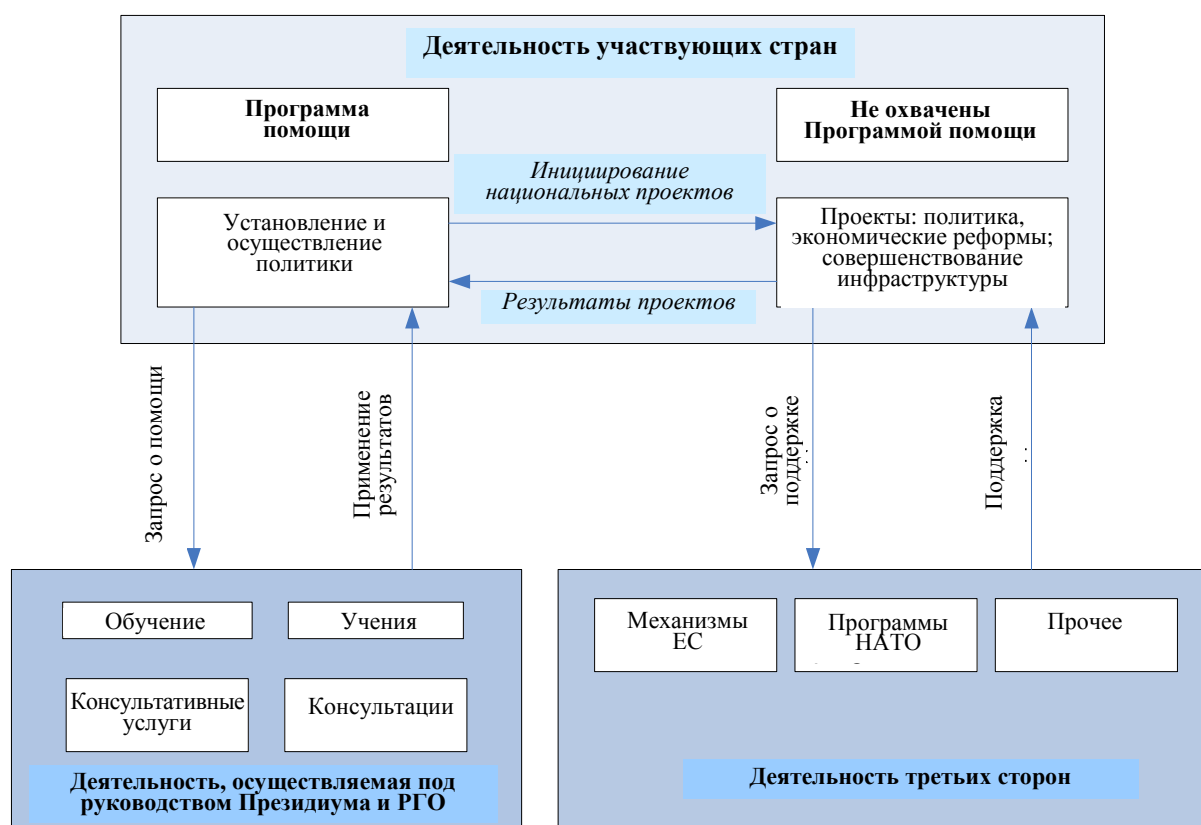 Деятельность участвующих стран
Программа
помощи
Не охвачены
Программой помощи
Инициирование
национальных проектов
Установление и
осуществление
политики
Проекты: политика,
экономические реформы;
совершенствование
инфраструктуры
Результаты проектов
Запрос о помощи
Применение
результатов
Запрос о
поддержке
Поддержка
Обучение
Учения
Консультативные
услуги
Консультации
Деятельность, осуществляемая под
руководством Президиума и РГО
Механизмы
ЕС
Программы
НАТО
Прочее
Деятельность третьих сторон